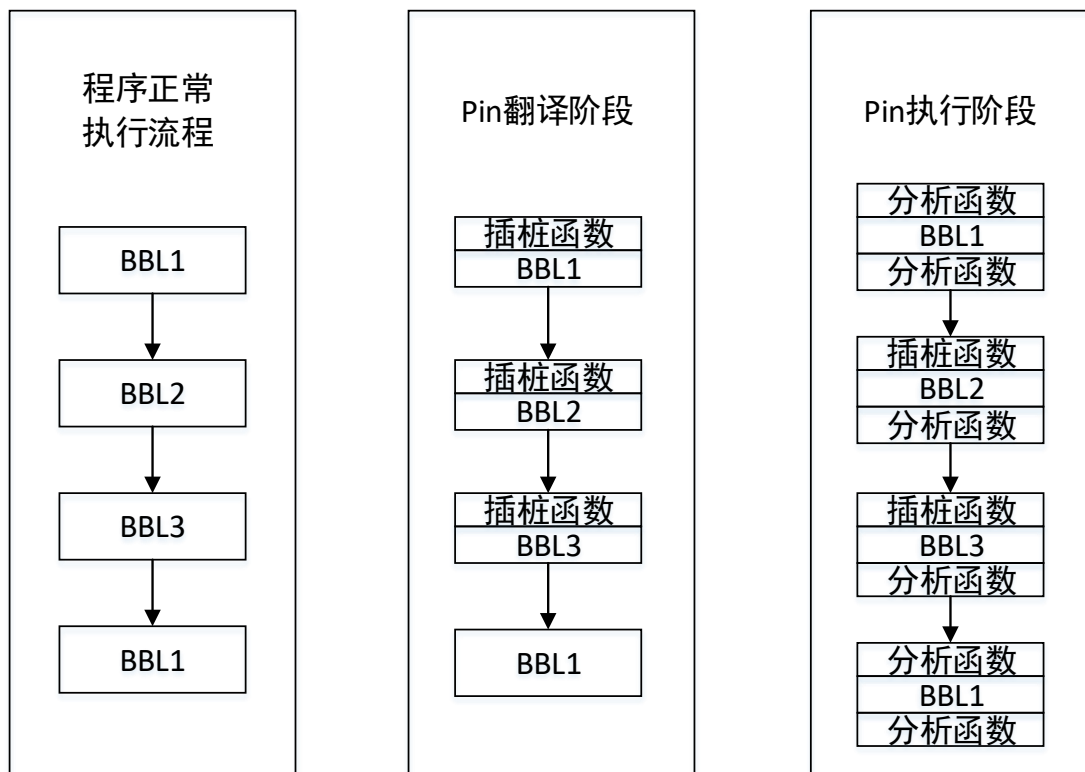 程序正常
执行流程
BBL1
BBL2
BBL3
BBL1
Pin翻译阶段
插桩函数
BBL1
插桩函数
BBL2
插桩函数
BBL3
BBL1
Pin执行阶段
分析函数
BBL1
分析函数
插桩函数
BBL2
分析函数
插桩函数
BBL3
分析函数
分析函数
BBL1
分析函数